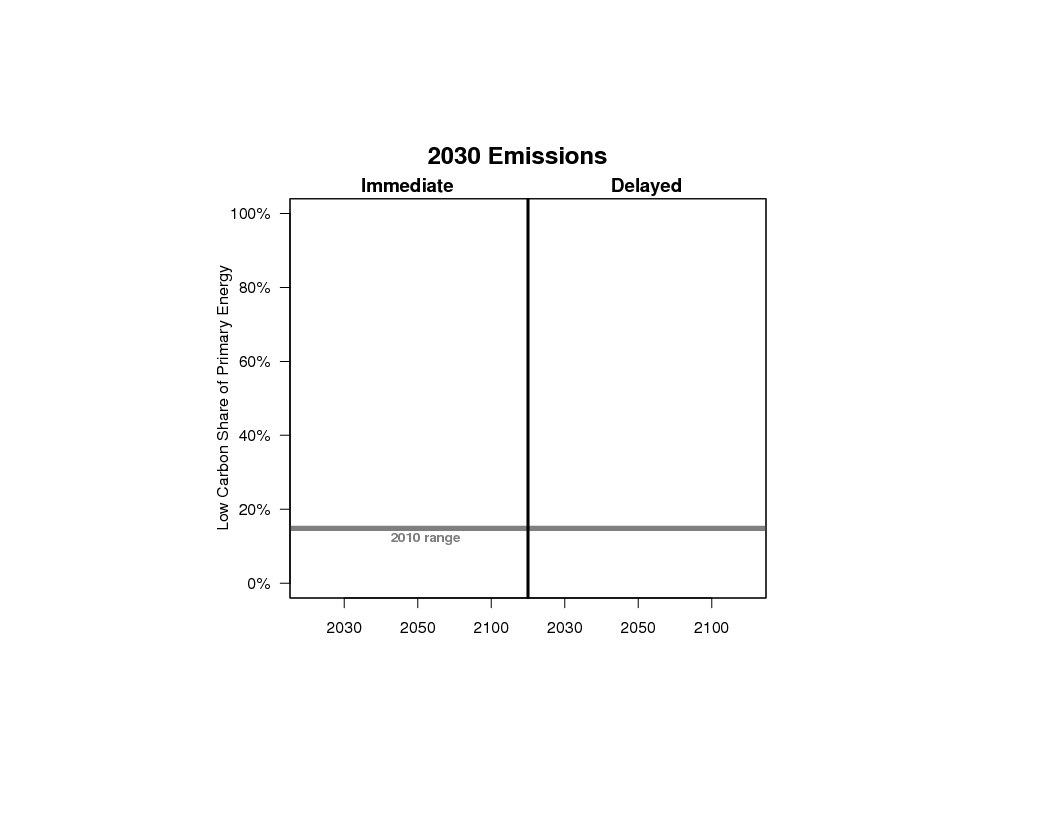 2030 Emissions
Immediate Delayed
Low Carbon Share of Primary Energy
100%
80%
60%
40%
20%
0%
2010 range
2030 2050 2100 2030 2050 2100